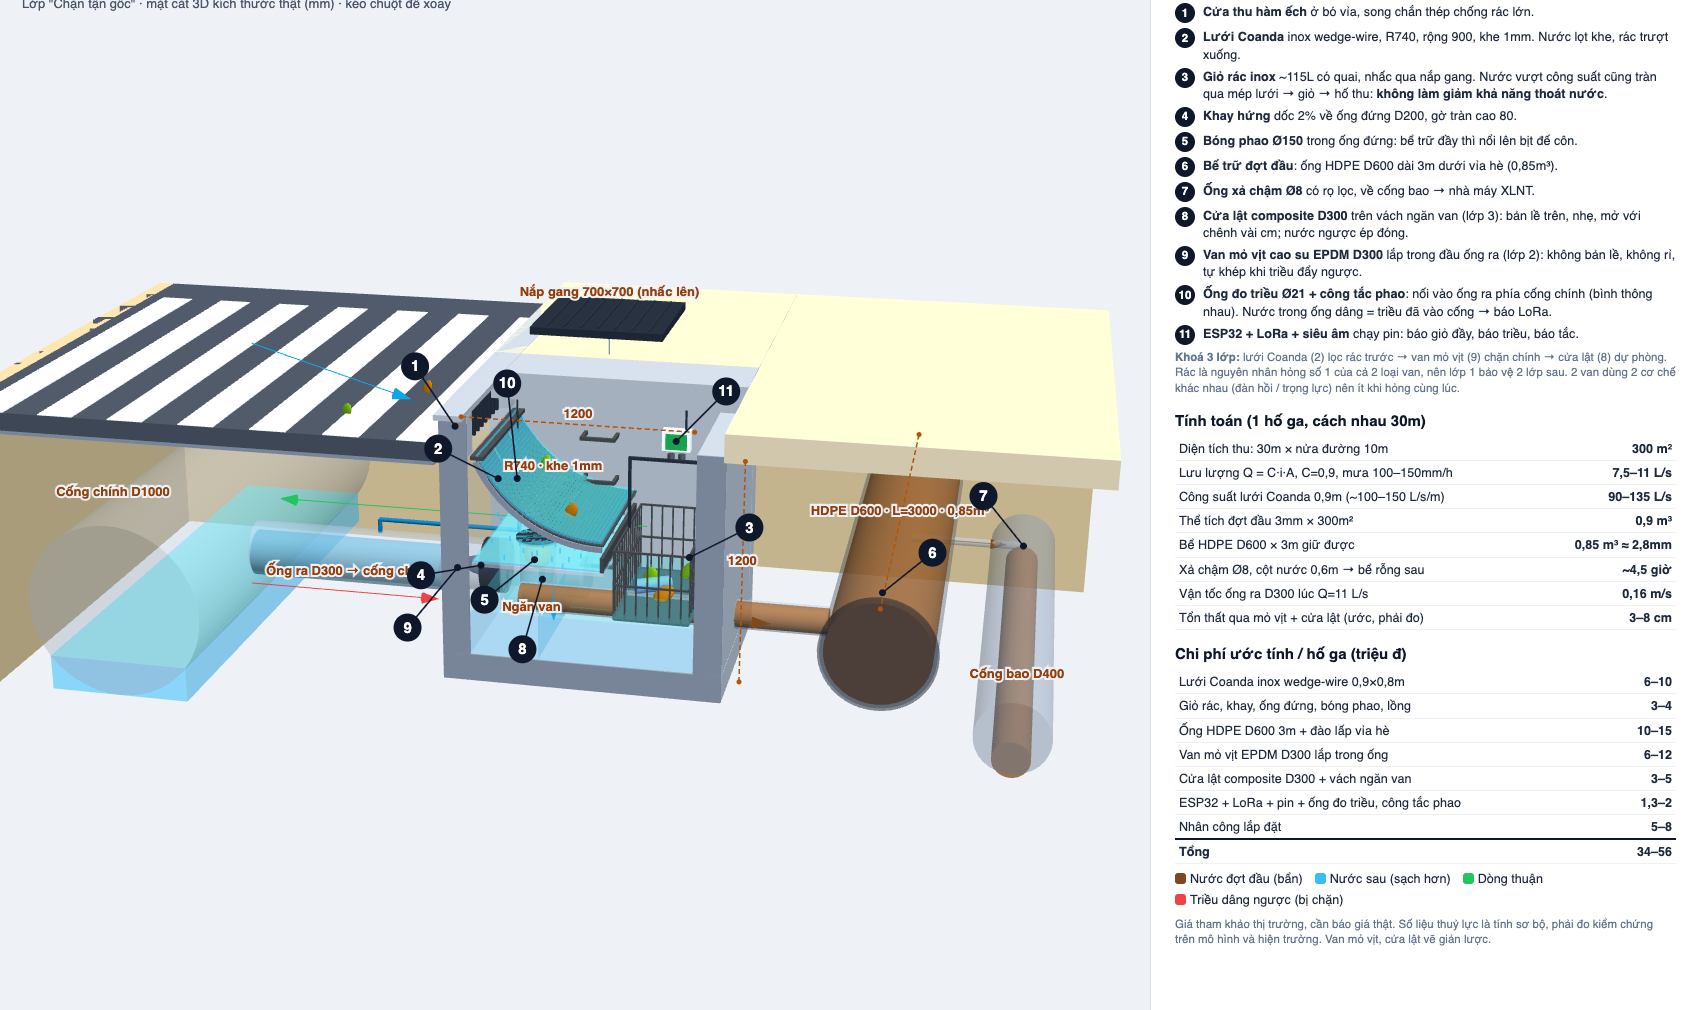 Lớp "Chặn tận gốc" · mặt cắt 3D kích thước thật (mm) · kéo chuột để xoay
Nắp gang 700×700 (nhấc lên)
1
10
11
1200
2
R740 · khe 1mm
Cống chính D1000
7
HDPE D600 · L=3000 · 0,85m³
3
6
1200
Ống ra D300 → cống ch
4
5
Ngăn van
9
8
Cống bao D400
1 Cửa thu hàm ếch ở bó vỉa, song chắn thép chống rác lớn.
2 Lưới Coanda inox wedge-wire, R740, rộng 900, khe 1mm. Nước lọt khe, rác trượt
xuống.
3 Giỏ rác inox ~115L có quai, nhấc qua nắp gang. Nước vượt công suất cũng tràn
qua mép lưới → giỏ → hố thu: không làm giảm khả năng thoát nước.
4 Khay hứng dốc 2% về ống đứng D200, gờ tràn cao 80.
5 Bóng phao Ø150 trong ống đứng: bể trữ đầy thì nổi lên bịt đế côn.
6 Bể trữ đợt đầu: ống HDPE D600 dài 3m dưới vỉa hè (0,85m³).
7 Ống xả chậm Ø8 có rọ lọc, về cống bao → nhà máy XLNT.
8 Cửa lật composite D300 trên vách ngăn van (lớp 3): bản lề trên, nhẹ, mở với
chênh vài cm; nước ngược ép đóng.
9 Van mỏ vịt cao su EPDM D300 lắp trong đầu ống ra (lớp 2): không bản lề, không rỉ,
tự khép khi triều đẩy ngược.
10 Ống đo triều Ø21 + công tắc phao: nối vào ống ra phía cống chính (bình thông
nhau). Nước trong ống dâng = triều đã vào cống → báo LoRa.
11 ESP32 + LoRa + siêu âm chạy pin: báo giỏ đầy, báo triều, báo tắc.
Khoá 3 lớp: lưới Coanda (2) lọc rác trước → van mỏ vịt (9) chặn chính → cửa lật (8) dự phòng.
Rác là nguyên nhân hỏng số 1 của cả 2 loại van, nên lớp 1 bảo vệ 2 lớp sau. 2 van dùng 2 cơ chế
khác nhau (đàn hồi / trọng lực) nên ít khi hỏng cùng lúc.
Tính toán (1 hố ga, cách nhau 30m)
Diện tích thu: 30m × nửa đường 10m 300 m²
Lưu lượng Q = C·i·A, C=0,9, mưa 100–150mm/h 7,5–11 L/s
Công suất lưới Coanda 0,9m (~100–150 L/s/m) 90–135 L/s
Thể tích đợt đầu 3mm × 300m² 0,9 m³
Bể HDPE D600 × 3m giữ được 0,85 m³ ≈ 2,8mm
Xả chậm Ø8, cột nước 0,6m → bể rỗng sau ~4,5 giờ
Vận tốc ống ra D300 lúc Q=11 L/s 0,16 m/s
Tổn thất qua mỏ vịt + cửa lật (ước, phải đo) 3–8 cm
Chi phí ước tính / hố ga (triệu đ)
Lưới Coanda inox wedge-wire 0,9×0,8m 6–10
Giỏ rác, khay, ống đứng, bóng phao, lồng 3–4
Ống HDPE D600 3m + đào lấp vỉa hè 10–15
Van mỏ vịt EPDM D300 lắp trong ống 6–12
Cửa lật composite D300 + vách ngăn van 3–5
ESP32 + LoRa + pin + ống đo triều, công tắc phao 1,3–2
Nhân công lắp đặt 5–8
Tổng 34–56
Nước đợt đầu (bẩn) Nước sau (sạch hơn) Dòng thuận
Triều dâng ngược (bị chặn)
Giá tham khảo thị trường, cần báo giá thật. Số liệu thuỷ lực là tính sơ bộ, phải đo kiểm chứng
trên mô hình và hiện trường. Van mỏ vịt, cửa lật vẽ giản lược.